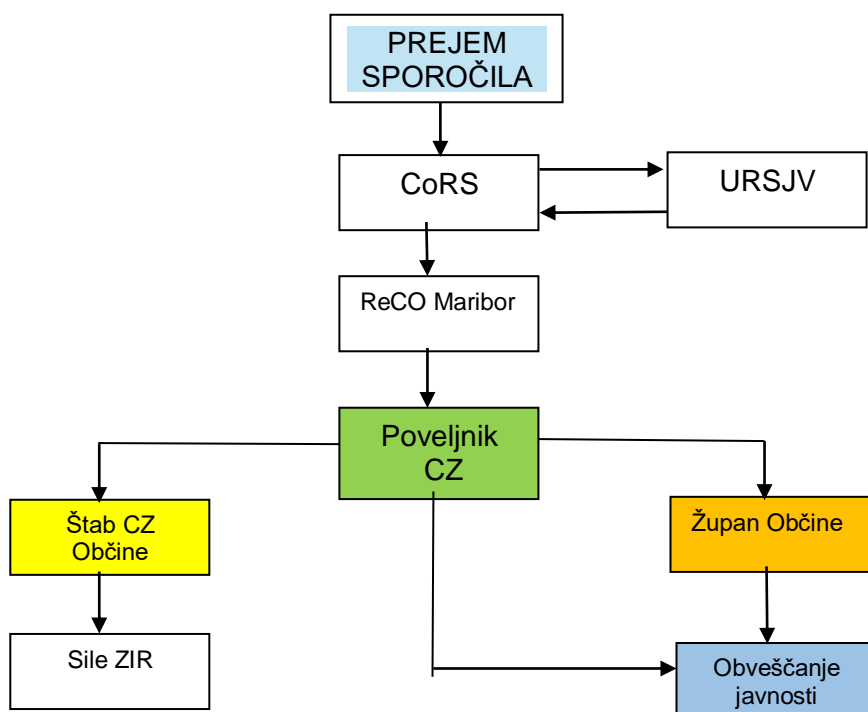 PREJEM
SPOROČILA
CoRS
URSJV
ReCO Maribor
Poveljnik
CZ
Štab CZ
Občine
Župan Občine
Sile ZIR
Obveščanje
javnosti